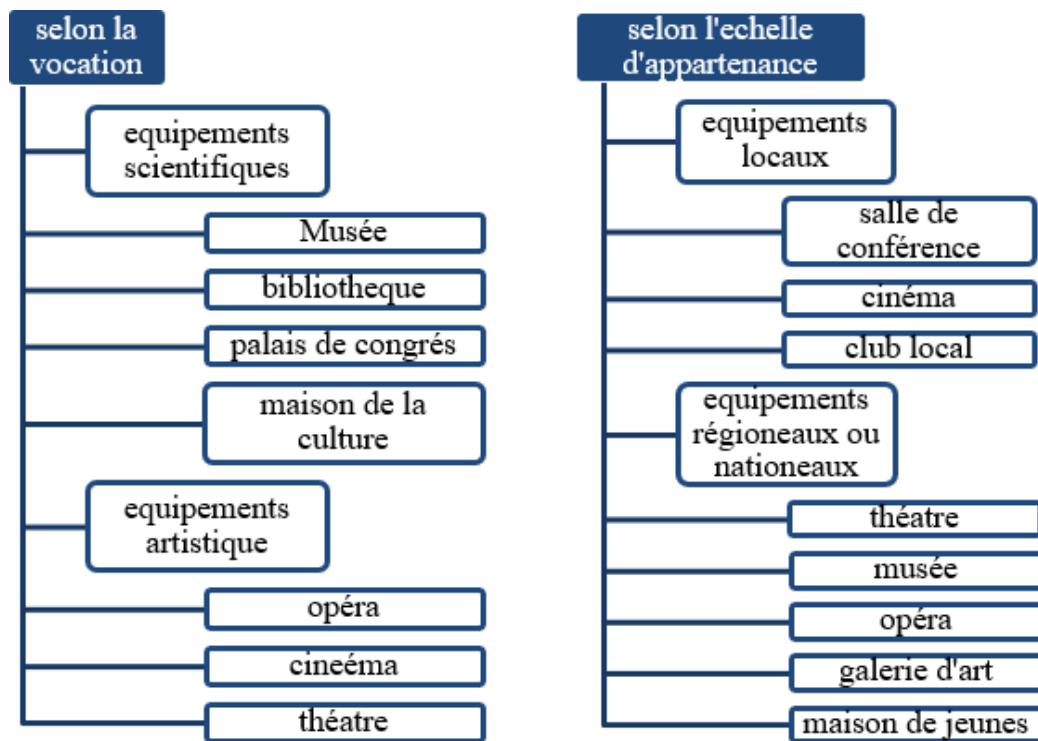 selon la
vocation
equipements
scientifiques
Musée
bibliotheque
palais de congrés
maison de la
culture
equipements
artistique
opéra
cineéma
théatre
selon l'echelle
d'appartenance
equipements
locaux
salle de
conférence
cinéma
club local
equipements
régioneaux ou
nationeaux
théatre
musée
opéra
galerie d'art
maison de jeunes